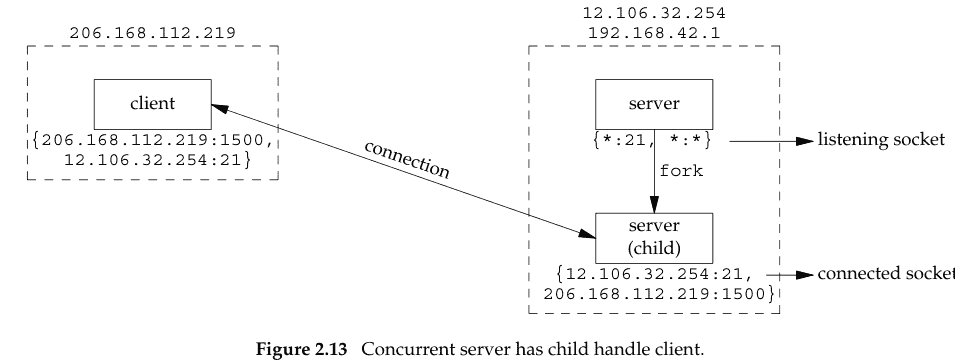 206.168.112.219
client
{206.168.112.219:1500,
12.106.32.254:21}
connection
12.106.32.254
192.168.42.1
server
{*:21, *:*}
listening socket
fork
server
(child)
{12.106.32.254:21,
206.168.112.219:1500}
connected socket
Figure 2.13 Concurrent server has child handle client.